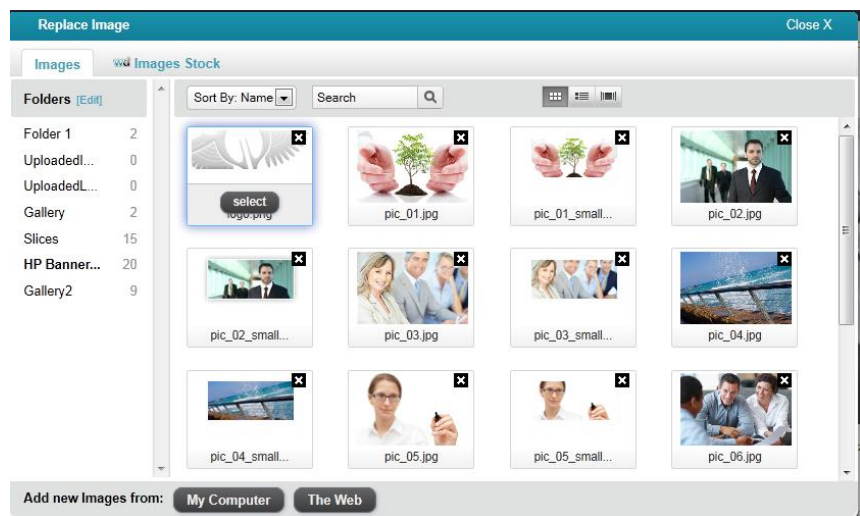 Replace Image Close X
Images wd Images Stock
Folders [Edit]
Sort By: Name Search
Folder 1 2
UploadedI... 0
UploadedL... 0
Gallery 2
Slices 15
HP Banner... 20
Gallery2 9
select
logo.png pic_01.jpg pic_01_small... pic_02.jpg
pic_02_small... pic_03.jpg pic_03_small... pic_04.jpg
pic_04_small... pic_05.jpg pic_05_small... pic_06.jpg
Add new Images from: My Computer The Web